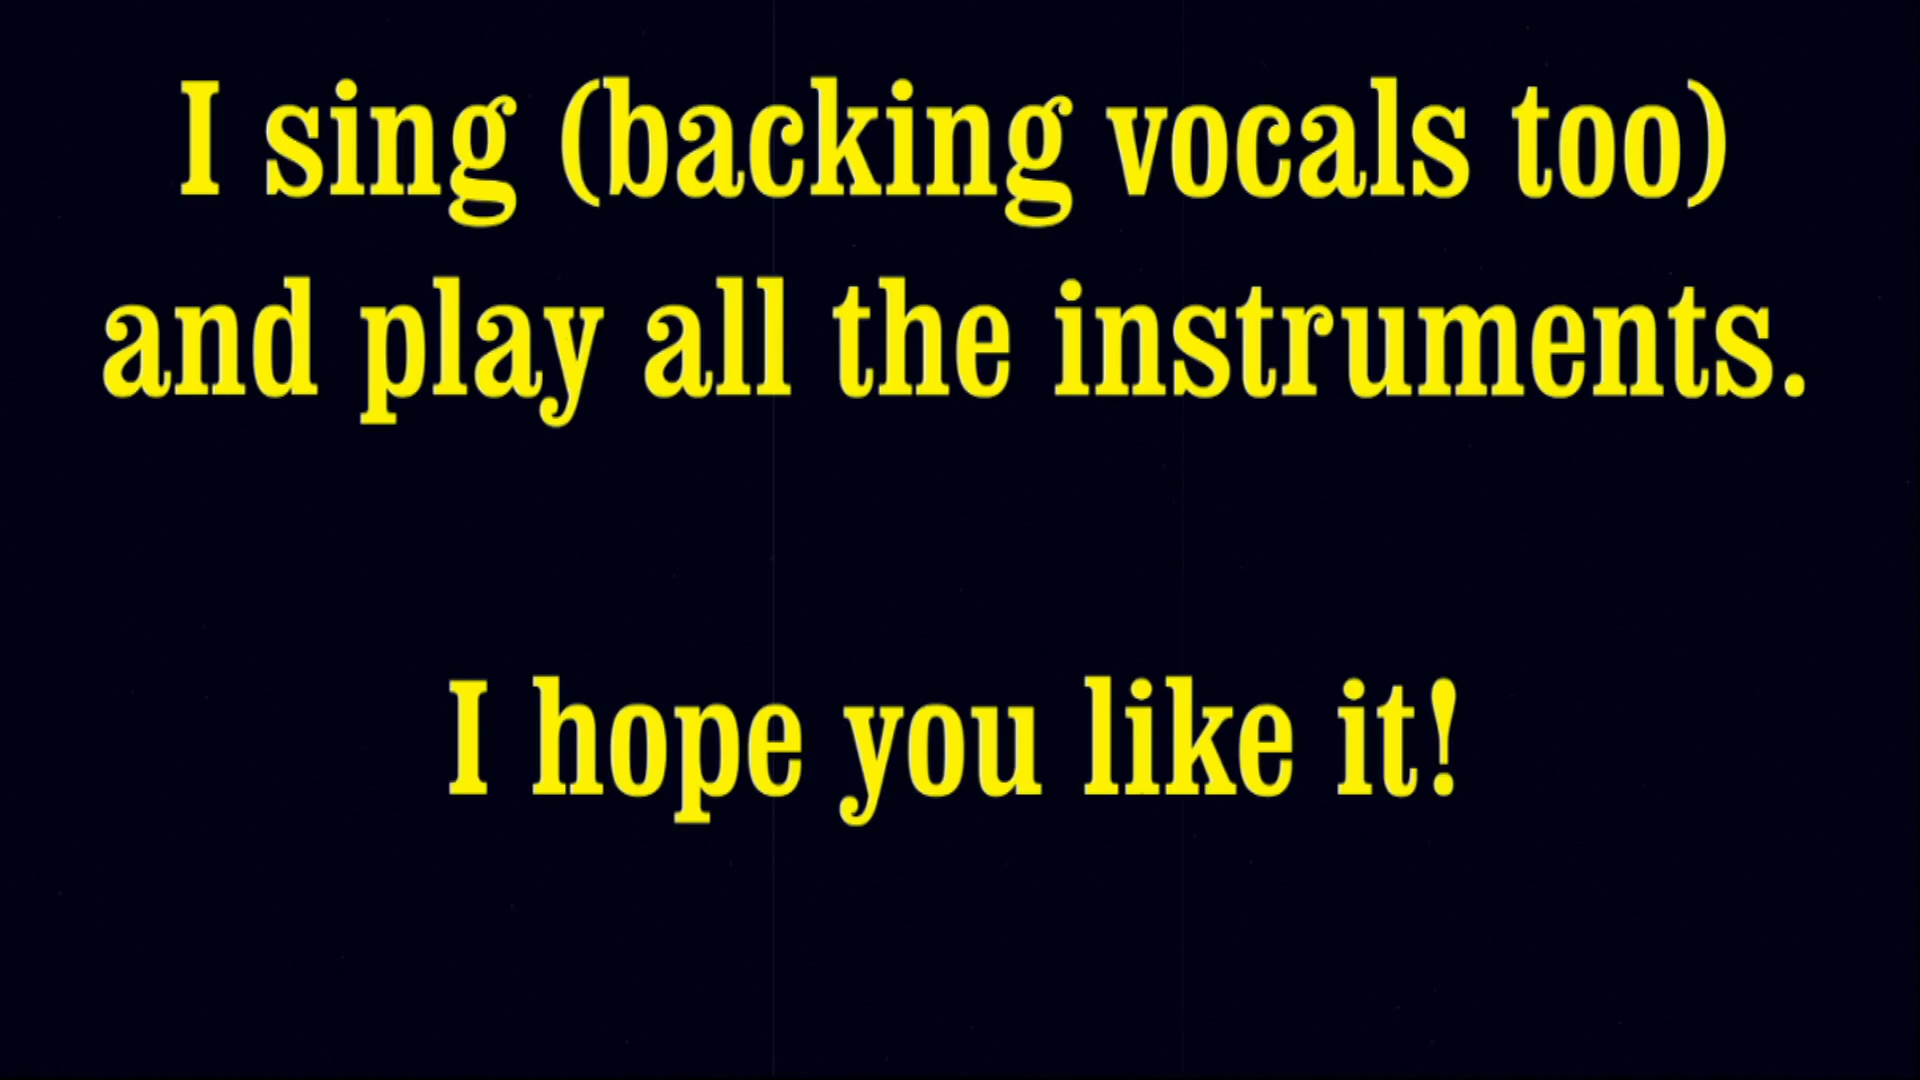 I sing (backing vocals too)
and play all the instruments.
I hope you like it!